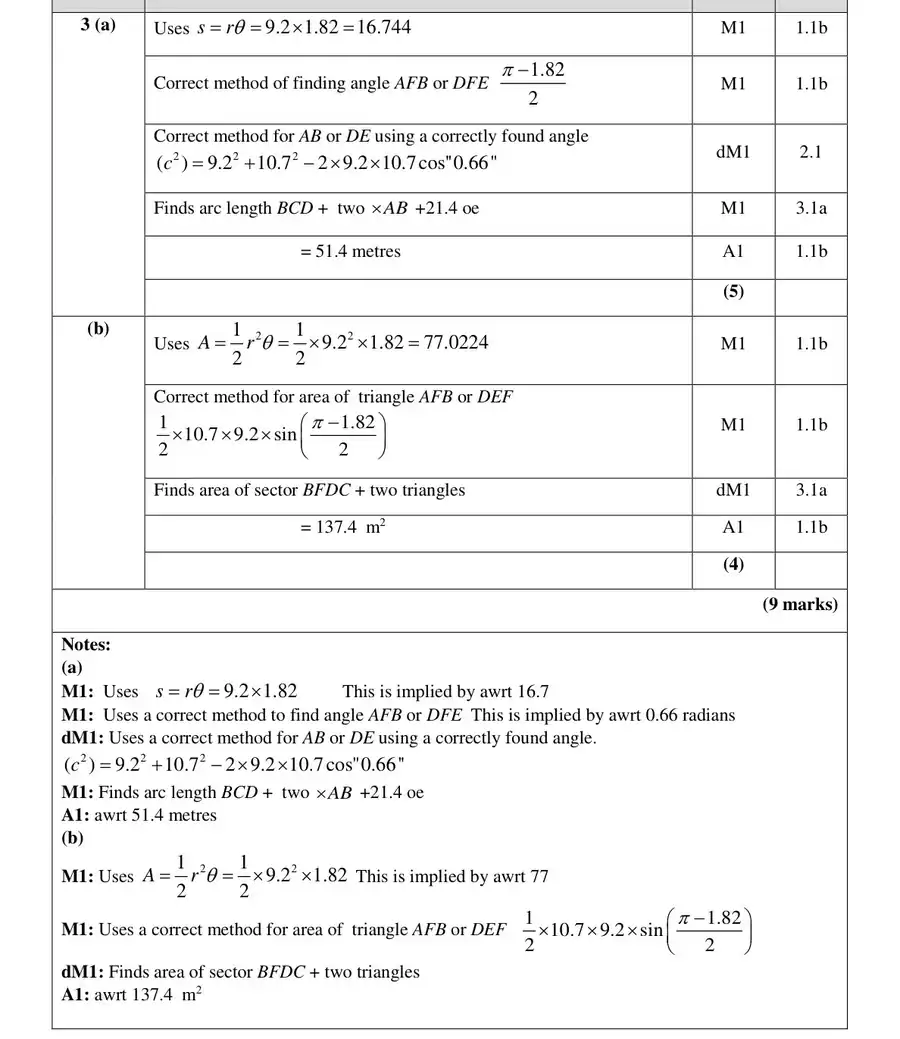 3 (a) Uses s = rθ = 9.2×1.82 = 16.744 M1 1.1b
Correct method of finding angle AFB or DFE (π−1.82)/2 M1 1.1b
Correct method for AB or DE using a correctly found angle
(c²) = 9.2² +10.7² − 2×9.2×10.7cos"0.66" dM1 2.1
Finds arc length BCD + two ×AB +21.4 oe M1 3.1a
= 51.4 metres A1 1.1b
(5)
(b) Uses A = 1/2 r²θ = 1/2 ×9.2² ×1.82 = 77.0224 M1 1.1b
Correct method for area of triangle AFB or DEF
1/2 ×10.7×9.2×sin((π−1.82)/2) M1 1.1b
Finds area of sector BFDC + two triangles dM1 3.1a
= 137.4 m² A1 1.1b
(4)
(9 marks)
Notes:
(a)
M1: Uses s = rθ = 9.2×1.82 This is implied by awrt 16.7
M1: Uses a correct method to find angle AFB or DFE This is implied by awrt 0.66 radians
dM1: Uses a correct method for AB or DE using a correctly found angle.
(c²) = 9.2² +10.7² − 2×9.2×10.7cos"0.66"
M1: Finds arc length BCD + two ×AB +21.4 oe
A1: awrt 51.4 metres
(b)
M1: Uses A = 1/2 r²θ = 1/2 ×9.2² ×1.82 This is implied by awrt 77
M1: Uses a correct method for area of triangle AFB or DEF 1/2 ×10.7×9.2×sin((π−1.82)/2)
dM1: Finds area of sector BFDC + two triangles
A1: awrt 137.4 m²